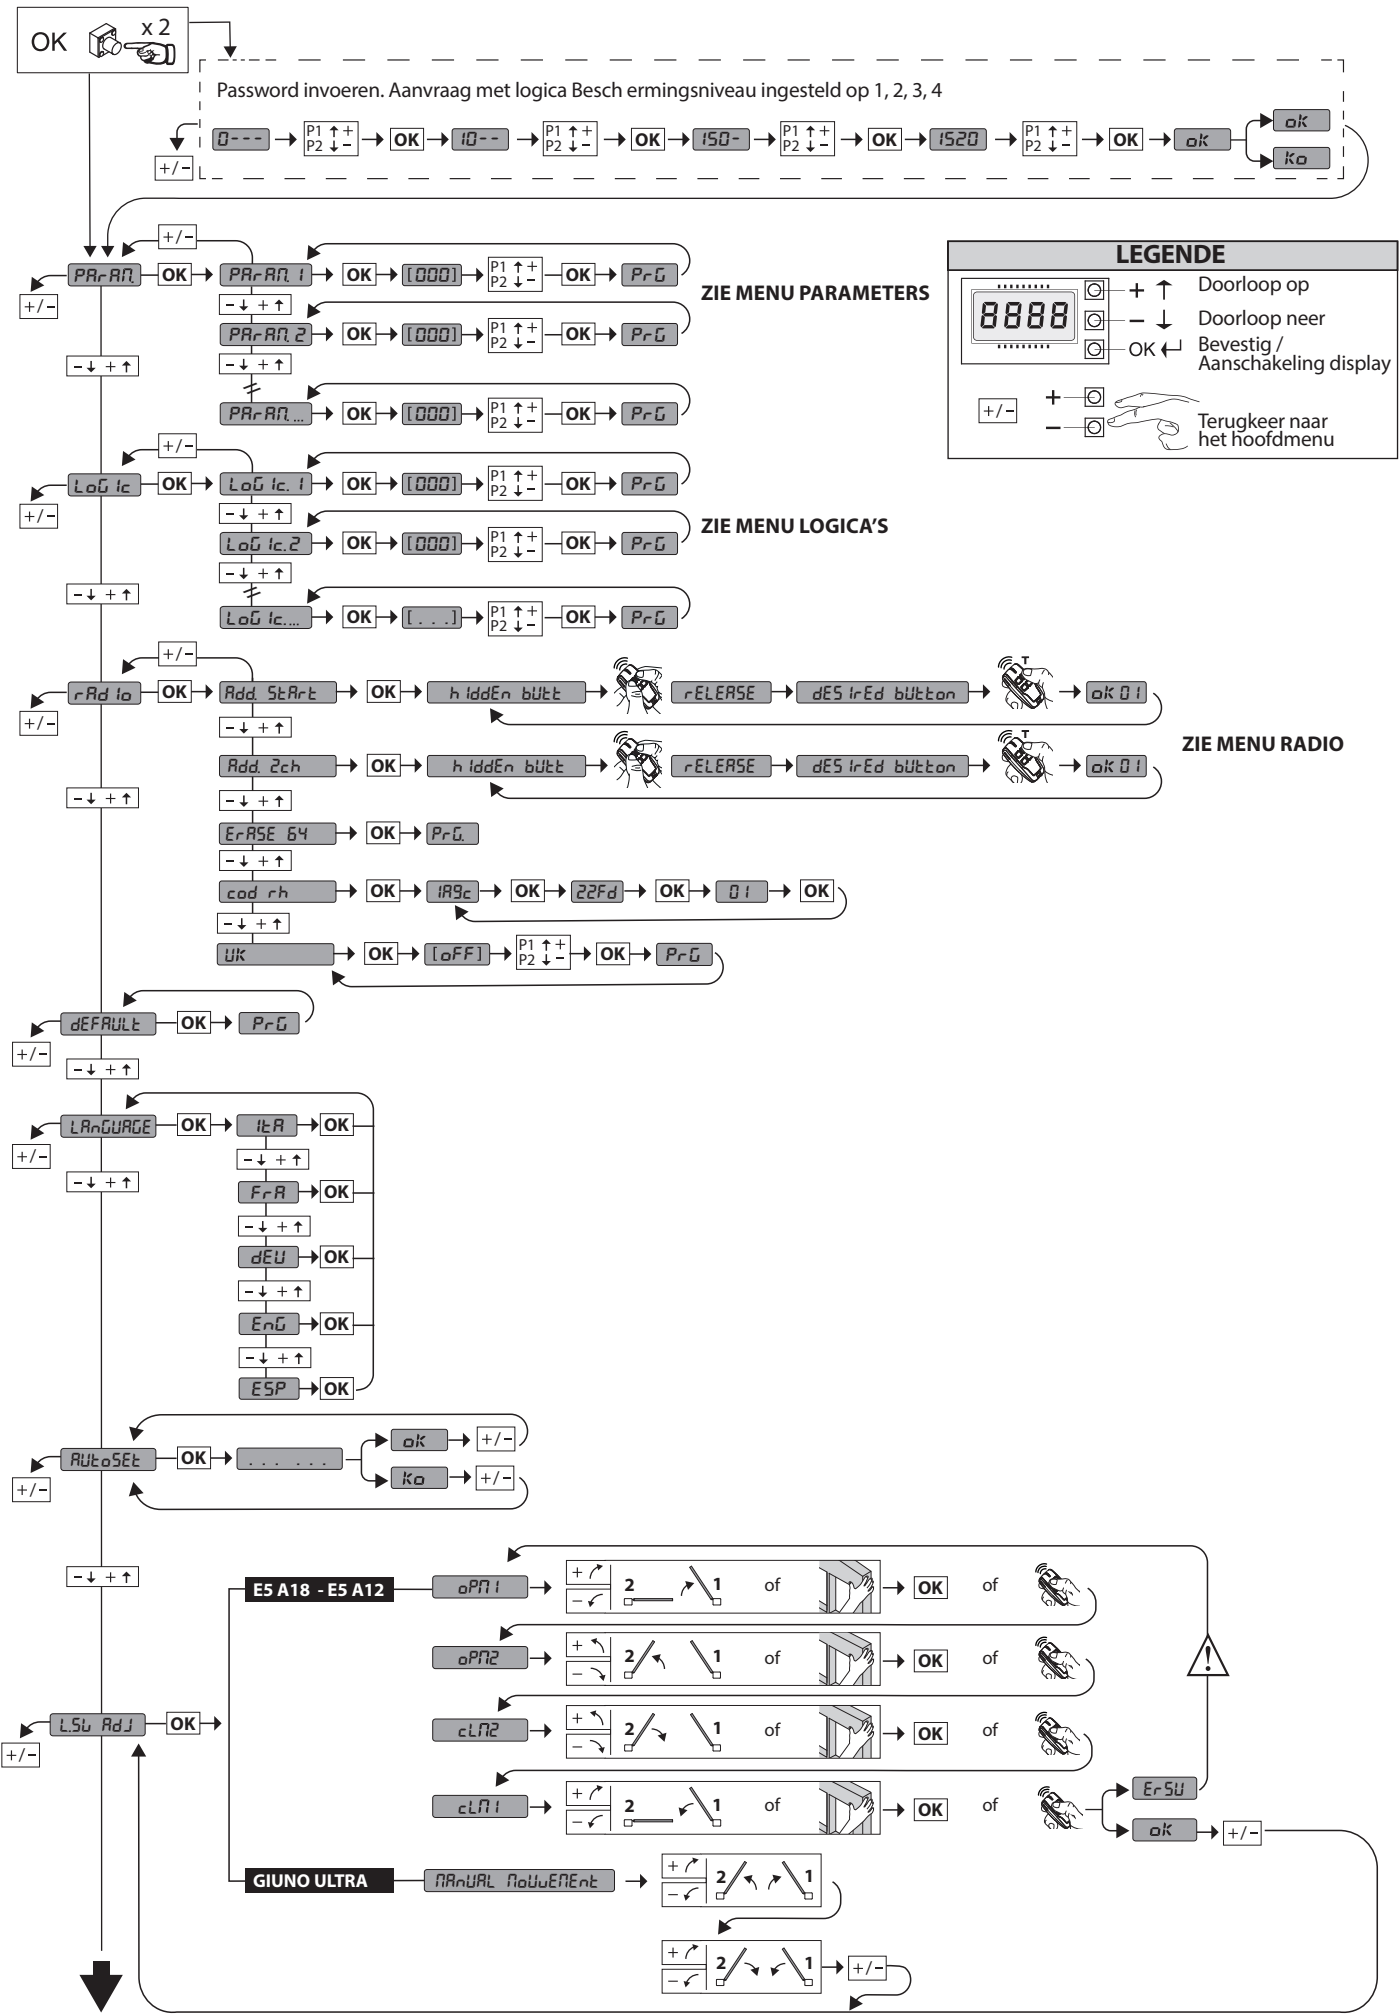 OK x 2
Password invoeren. Aanvraag met logica Besch ermingsniveau ingesteld op 1, 2, 3, 4
0--- P1 ↑ + P2 ↓ − OK 10-- P1 ↑ + P2 ↓ − OK 150- P1 ↑ + P2 ↓ − OK 1520 P1 ↑ + P2 ↓ − OK oK oK
Ko
+/−
+/−
PArAM. OK PArAM. 1 OK [000] P1 ↑ + P2 ↓ − OK PrG
+/−
− ↓ + ↑
ZIE MENU PARAMETERS
PArAM. 2 OK [000] P1 ↑ + P2 ↓ − OK PrG
− ↓ + ↑
− ↓ + ↑
PArAM. ... OK [000] P1 ↑ + P2 ↓ − OK PrG
LEGENDE
8888
+ ↑ Doorloop op
− ↓ Doorloop neer
OK Bevestig /
Aanschakeling display
+/− +
−
Terugkeer naar
het hoofdmenu
+/−
LoGIc OK LoGIc. 1 OK [000] P1 ↑ + P2 ↓ − OK PrG
+/−
− ↓ + ↑
ZIE MENU LOGICA'S
LoGIc.2 OK [000] P1 ↑ + P2 ↓ − OK PrG
− ↓ + ↑
− ↓ + ↑
LoGIc.... OK [. . .] P1 ↑ + P2 ↓ − OK PrG
+/−
rAdIo OK Add. StArt OK hIddEn bUtt rELEASE dESIrEd bUtton T oK 01
+/−
− ↓ + ↑
ZIE MENU RADIO
Add. 2ch OK hIddEn bUtt rELEASE dESIrEd bUtton T oK 01
− ↓ + ↑
− ↓ + ↑
ErASE 64 OK PrG.
− ↓ + ↑
cod rh OK 1A9c OK 22Fd OK 01 OK
− ↓ + ↑
UK OK [oFF] P1 ↑ + P2 ↓ − OK PrG
dEFAULt OK PrG
+/−
− ↓ + ↑
LAnGUAGE OK ItA OK
+/−
− ↓ + ↑
− ↓ + ↑
FrA OK
− ↓ + ↑
dEU OK
− ↓ + ↑
EnG OK
− ↓ + ↑
ESP OK
AUtoSEt OK . . . . . . oK +/−
Ko +/−
+/−
− ↓ + ↑
E5 A18 - E5 A12 oPM1 + − 2 1 of OK of
oPM2 + − 2 1 of OK of
L.SW AdJ OK
+/−
cLM2 + − 2 1 of OK of
cLM1 + − 2 1 of OK of
ErSW
oK +/−
!
GIUNO ULTRA MAnUAL MoUvEMEnt + − 2 1
+ − 2 1 +/−